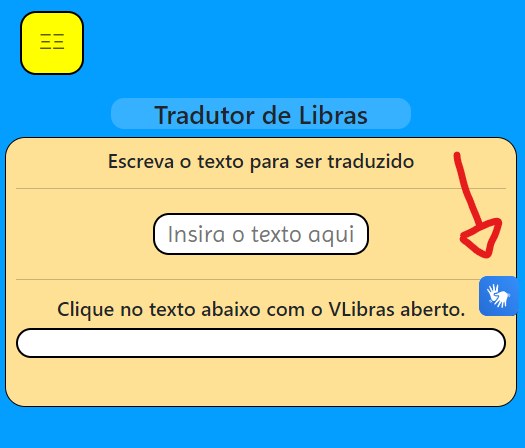 Tradutor de Libras
Escreva o texto para ser traduzido
Insira o texto aqui
Clique no texto abaixo com o VLibras aberto.